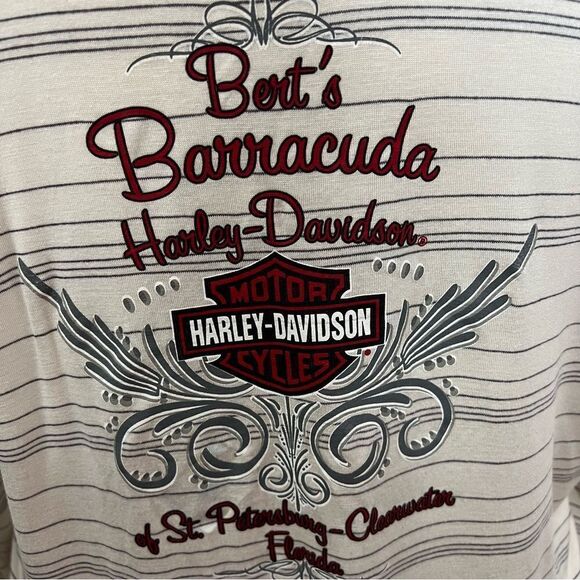 Bert's
Barracuda
Harley-Davidson®
MOTOR
HARLEY-DAVIDSON
CYCLES ®
of St. Petersburg-Clearwater
Florida